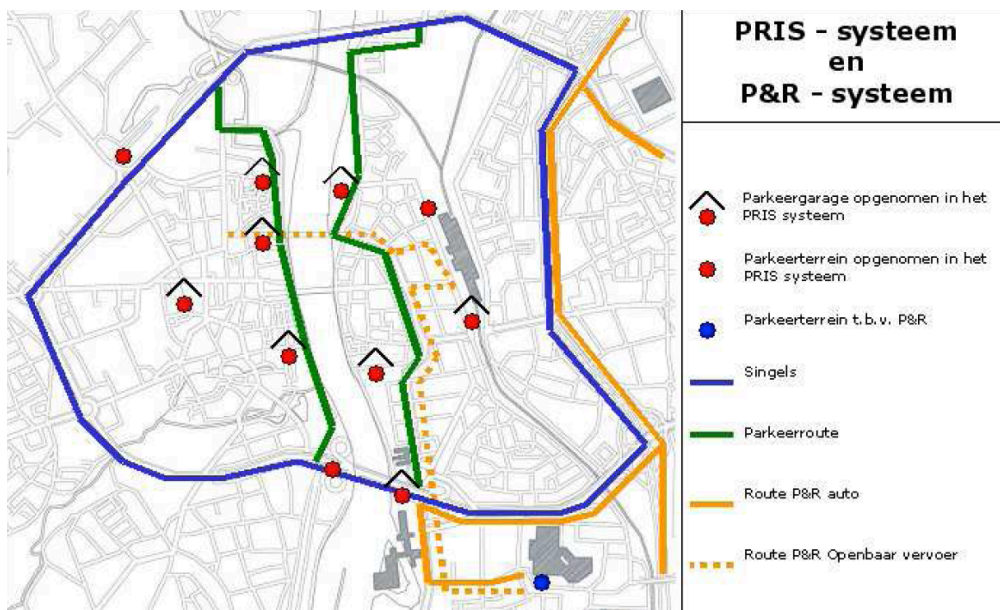 PRIS - systeem
en
P&R - systeem
Parkeergarage opgenomen in het
PRIS systeem
Parkeerterrein opgenomen in het
PRIS systeem
Parkeerterrein t.b.v. P&R
Singels
Parkeerroute
Route P&R auto
Route P&R Openbaar vervoer